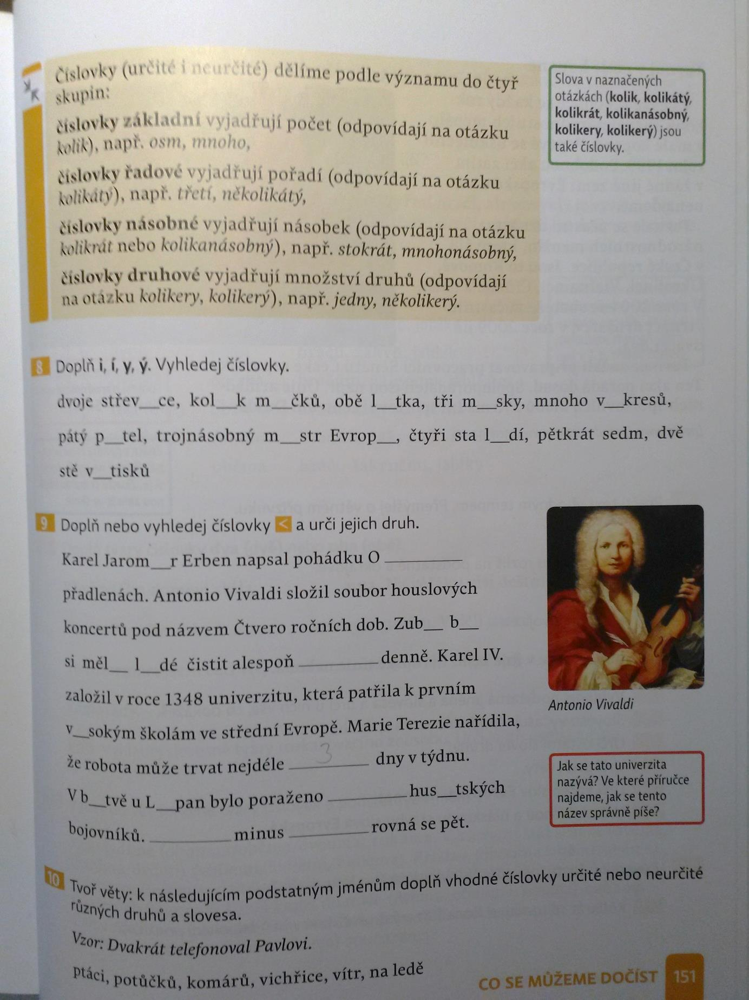 Číslovky (určité i neurčité) dělíme podle významu do čtyř
skupin:
číslovky základní vyjadřují počet (odpovídají na otázku
kolik), např. osm, mnoho,
číslovky řadové vyjadřují pořadí (odpovídají na otázku
kolikátý), např. třetí, několikátý,
číslovky násobné vyjadřují násobek (odpovídají na otázku
kolikrát nebo kolikanásobný), např. stokrát, mnohonásobný,
číslovky druhové vyjadřují množství druhů (odpovídají
na otázku kolikery, kolikerý), např. jedny, několikerý.
Slova v naznačených
otázkách (kolik, kolikátý,
kolikrát, kolikanásobný,
kolikery, kolikerý) jsou
také číslovky.
8 Doplň i, í, y, ý. Vyhledej číslovky.
dvoje střev__ce, kol__k m__čků, obě l__tka, tři m__sky, mnoho v__kresů,
pátý p__tel, trojnásobný m__str Evrop__, čtyři sta l__dí, pětkrát sedm, dvě
stě v__tisků
9 Doplň nebo vyhledej číslovky < a urči jejich druh.
Karel Jarom__r Erben napsal pohádku O ________
přadlenách. Antonio Vivaldi složil soubor houslových
koncertů pod názvem Čtvero ročních dob. Zub__ b__
si měl__ l__dé čistit alespoň ________ denně. Karel IV.
založil v roce 1348 univerzitu, která patřila k prvním
v__sokým školám ve střední Evropě. Marie Terezie nařídila,
že robota může trvat nejdéle ___3___ dny v týdnu.
V b__tvě u L__pan bylo poraženo ________ hus__tských
bojovníků. ________ minus ________ rovná se pět.
Antonio Vivaldi
Jak se tato univerzita
nazývá? Ve které příručce
najdeme, jak se tento
název správně píše?
10 Tvoř věty: k následujícím podstatným jménům doplň vhodné číslovky určité nebo neurčité
různých druhů a slovesa.
Vzor: Dvakrát telefonoval Pavlovi.
ptáci, potůčků, komárů, vichřice, vítr, na ledě
CO SE MŮŽEME DOČÍST 151